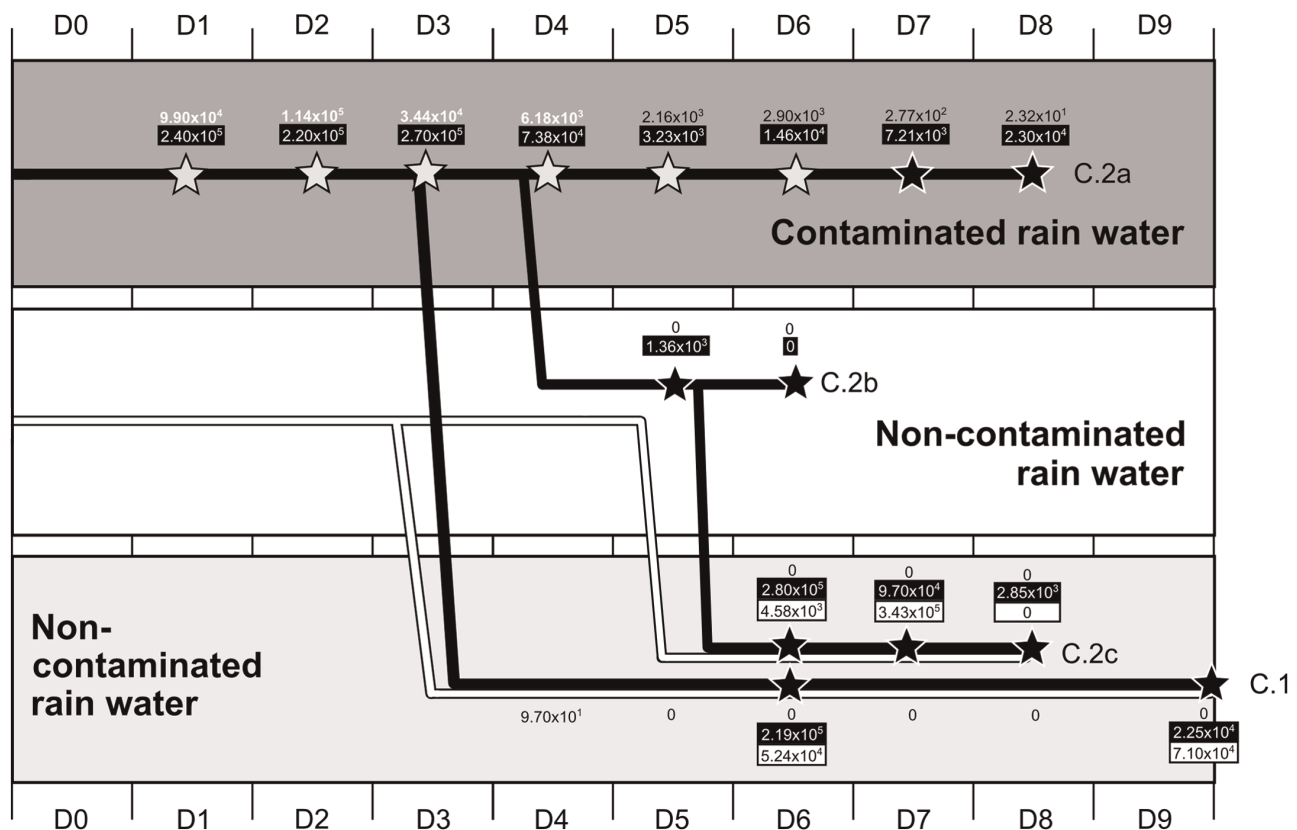 D0 D1 D2 D3 D4 D5 D6 D7 D8 D9
9.90x10⁴ 1.14x10⁵ 3.44x10⁴ 6.18x10³ 2.16x10³ 2.90x10³ 2.77x10² 2.32x10¹
2.40x10⁵ 2.20x10⁵ 2.70x10⁵ 7.38x10⁴ 3.23x10³ 1.46x10⁴ 7.21x10³ 2.30x10⁴
C.2a
Contaminated rain water
0 0
1.36x10³ 0
C.2b
Non-contaminated
rain water
0 0 0
2.80x10⁵ 9.70x10⁴ 2.85x10³
4.58x10³ 3.43x10⁵ 0
Non-
contaminated
rain water
C.2c
C.1
9.70x10¹ 0 0 0 0 0
2.19x10⁵ 2.25x10⁴
5.24x10⁴ 7.10x10⁴
D0 D1 D2 D3 D4 D5 D6 D7 D8 D9